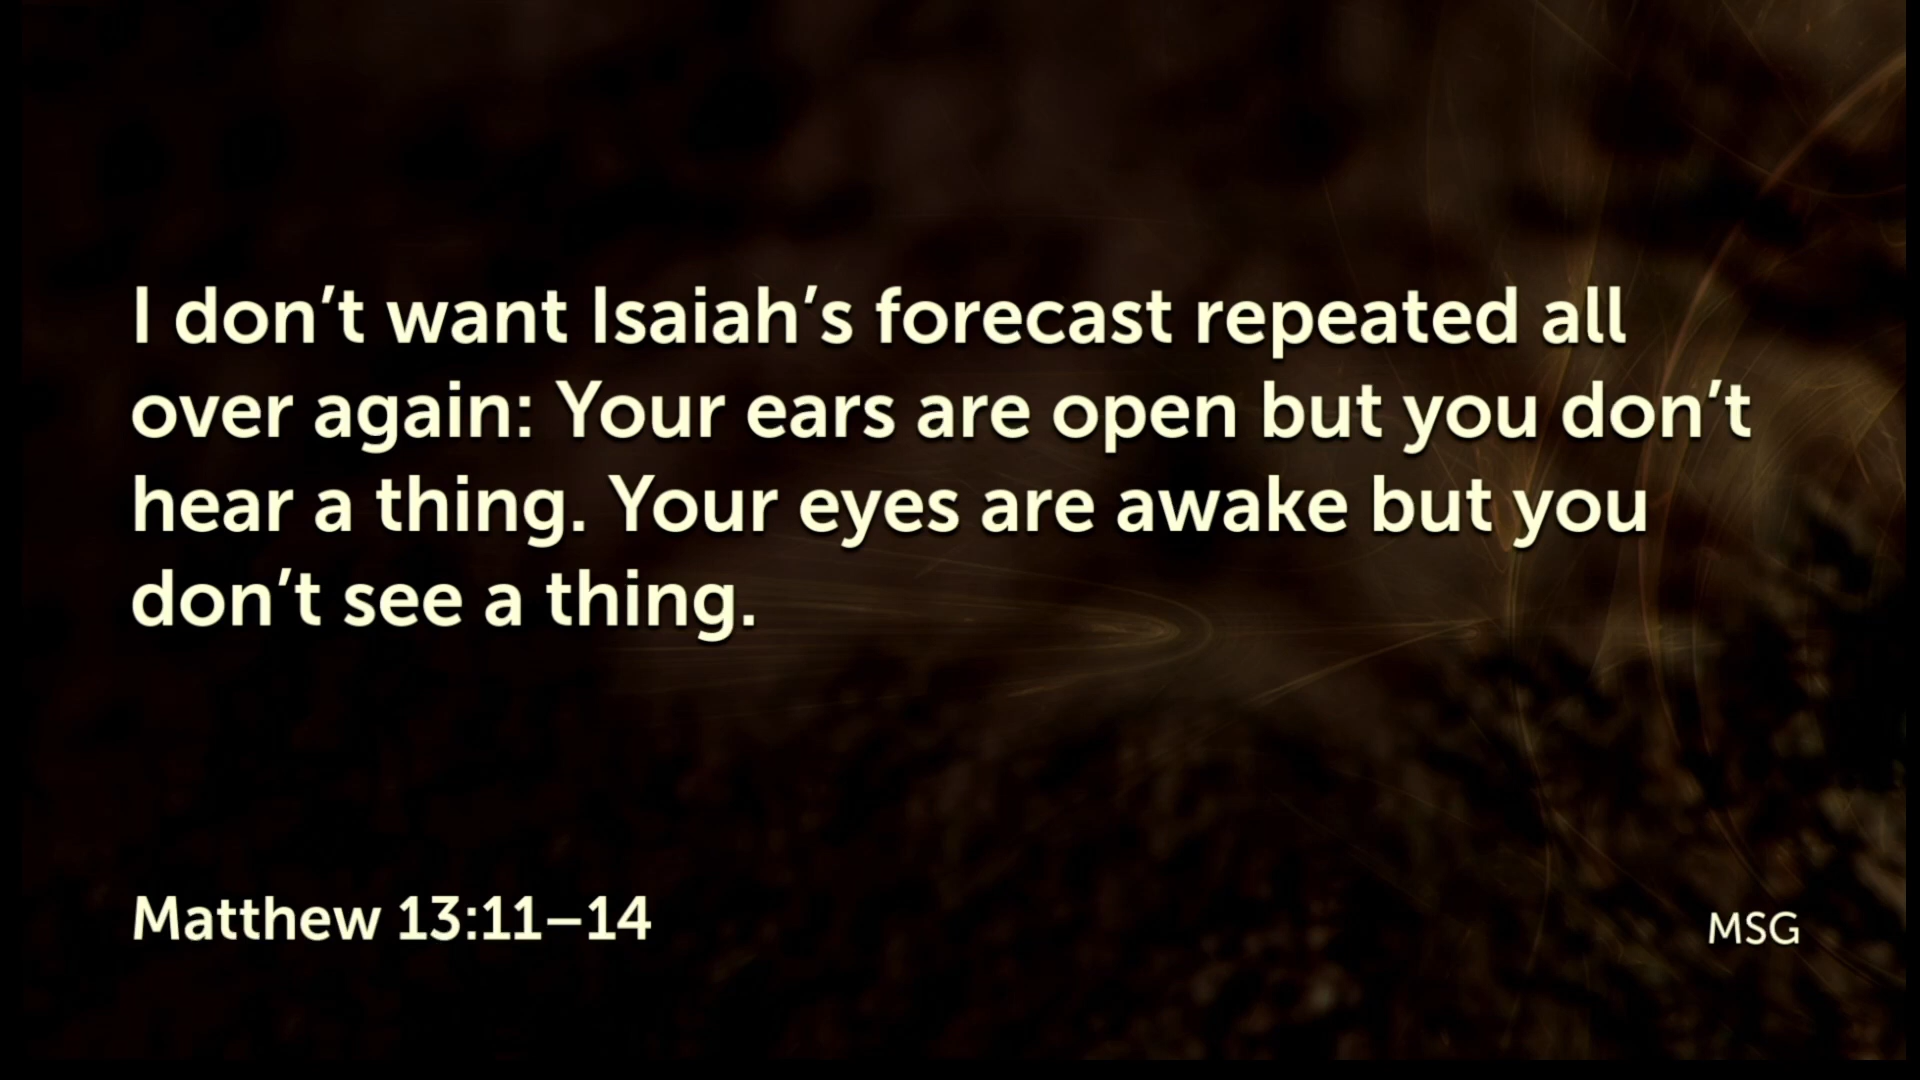 I don’t want Isaiah’s forecast repeated all
over again: Your ears are open but you don’t
hear a thing. Your eyes are awake but you
don’t see a thing.
Matthew 13:11–14
MSG